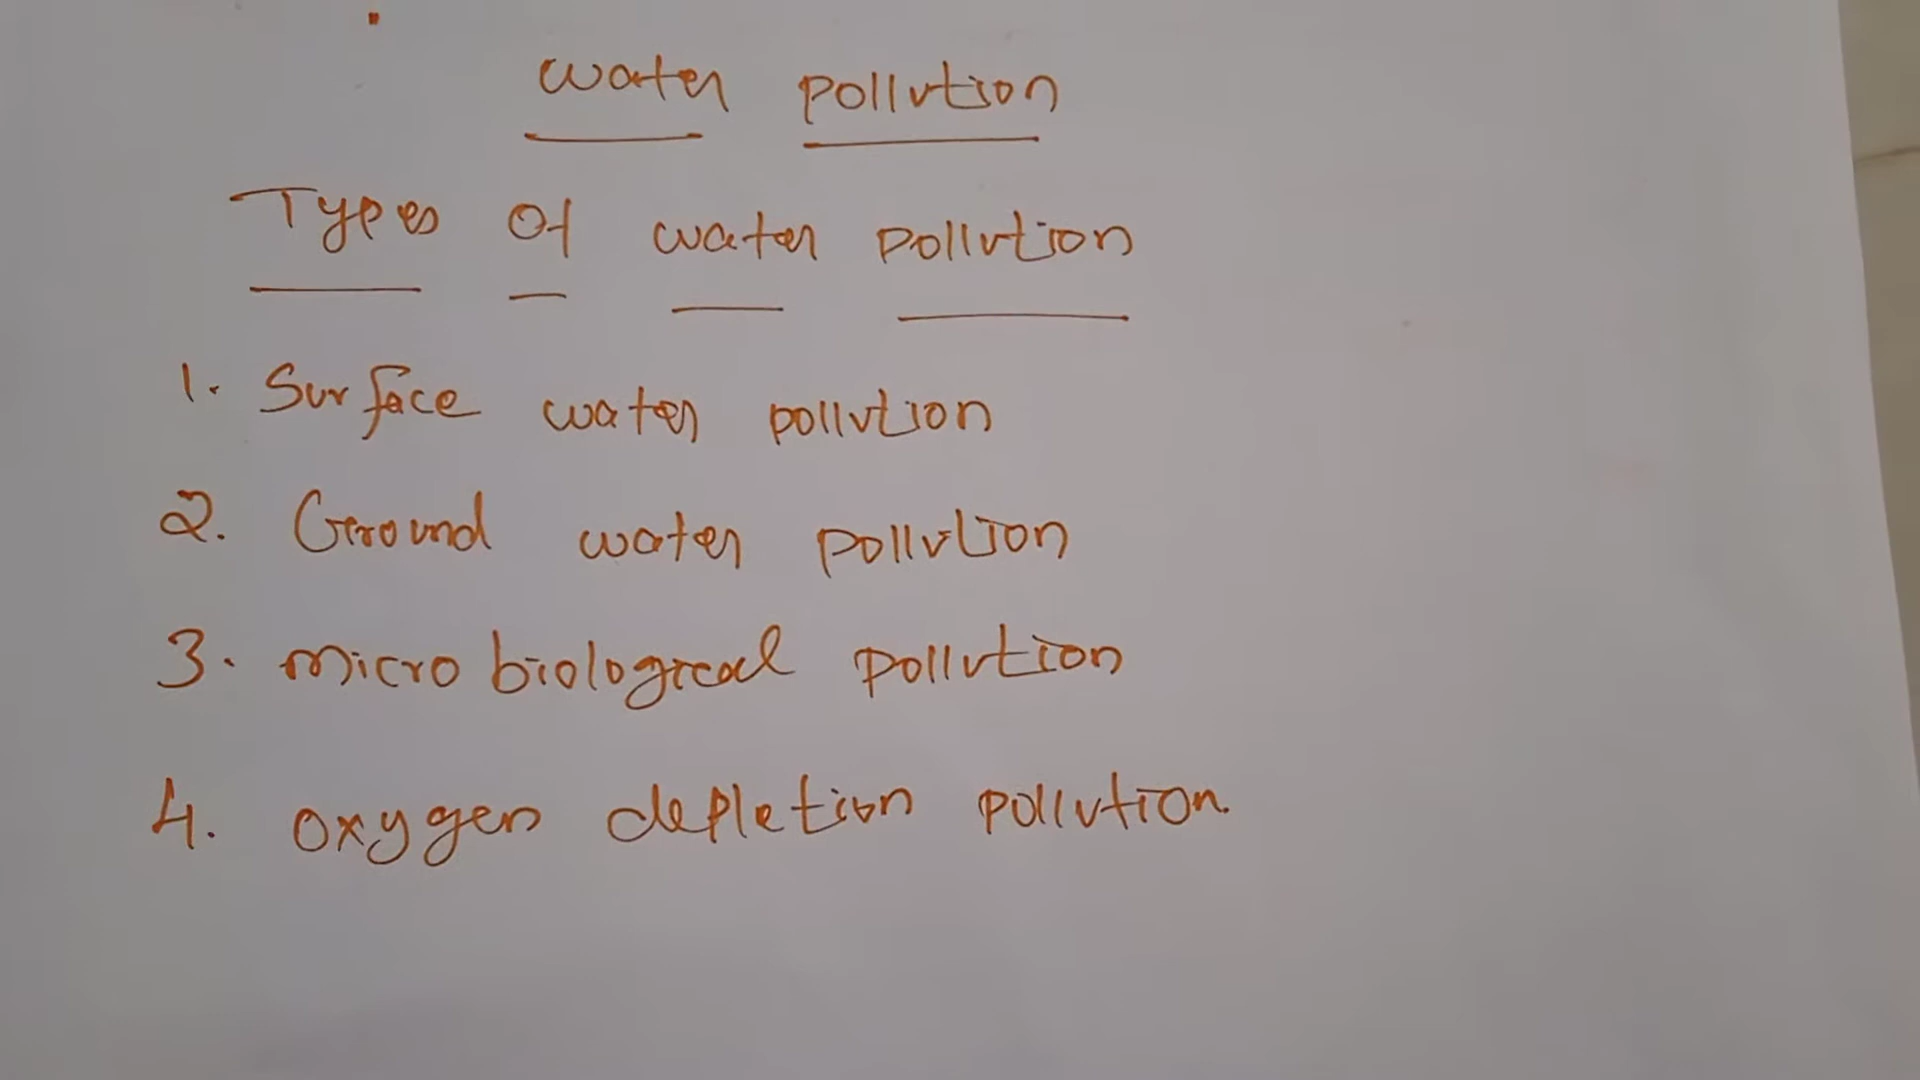 water pollution
Types of water pollution
1. Surface water pollution
2. Ground water pollution
3. micro biological pollution
4. oxygen depletion pollution.